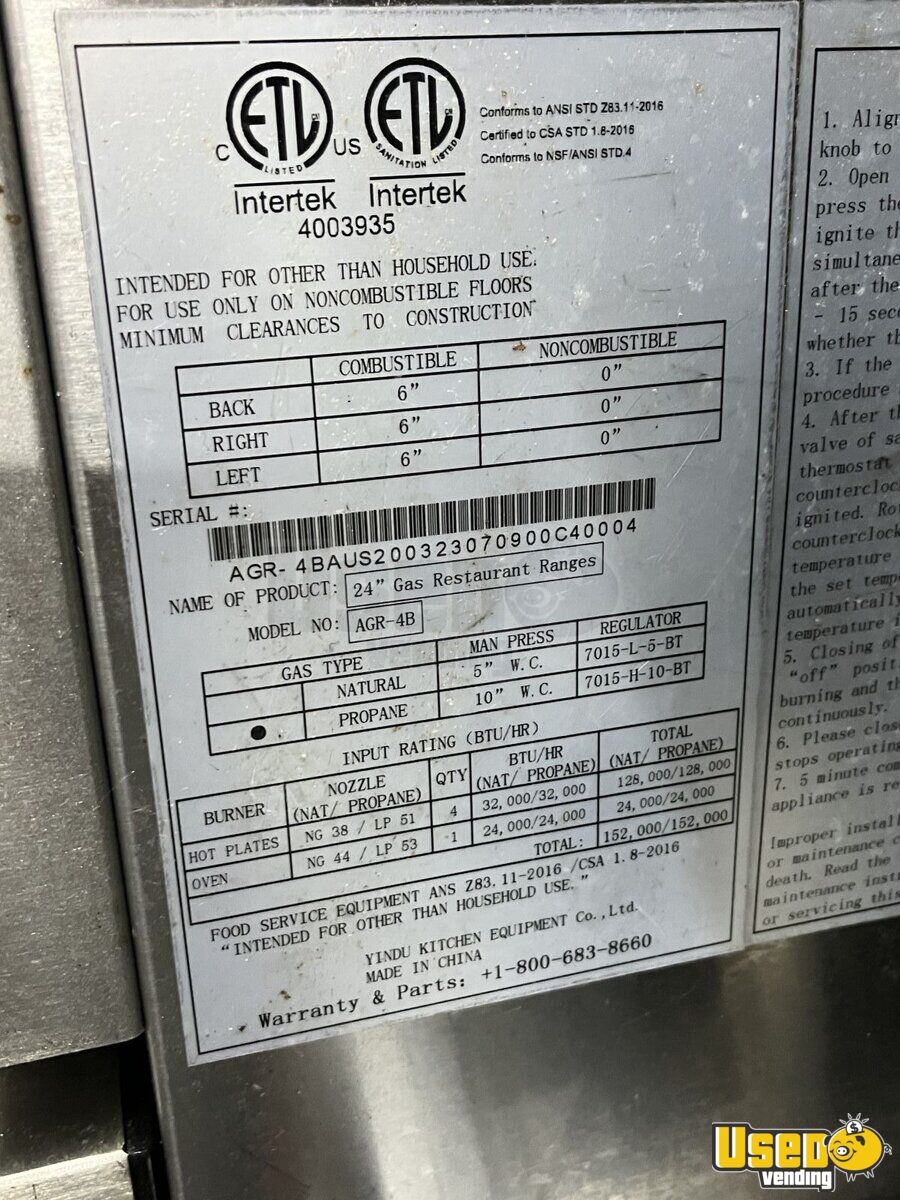 C ETL CM US ETL CM
LISTED SANITATION LISTED
Intertek Intertek
4003935
Conforms to ANSI STD Z83.11-2016
Certified to CSA STD 1.8-2016
Conforms to NSF/ANSI STD.4
INTENDED FOR OTHER THAN HOUSEHOLD USE.
FOR USE ONLY ON NONCOMBUSTIBLE FLOORS
MINIMUM CLEARANCES TO CONSTRUCTION
COMBUSTIBLE NONCOMBUSTIBLE
BACK 6" 0"
RIGHT 6" 0"
LEFT 6" 0"
SERIAL #:
AGR- 4BAUS200323070900C40004
NAME OF PRODUCT: 24" Gas Restaurant Ranges
MODEL NO: AGR-4B
GAS TYPE MAN PRESS REGULATOR
NATURAL 5" W.C. 7015-L-5-BT
● PROPANE 10" W.C. 7015-H-10-BT
INPUT RATING (BTU/HR)
BURNER NOZZLE (NAT/ PROPANE) QTY BTU/HR (NAT/ PROPANE) TOTAL (NAT/ PROPANE)
HOT PLATES NG 38 / LP 51 4 32,000/32,000 128,000/128,000
OVEN NG 44 / LP 53 1 24,000/24,000 24,000/24,000
TOTAL: 152,000/152,000
FOOD SERVICE EQUIPMENT ANS Z83.11-2016 /CSA 1.8-2016
"INTENDED FOR OTHER THAN HOUSEHOLD USE."
YINDU KITCHEN EQUIPMENT Co.,Ltd.
MADE IN CHINA
Warranty & Parts: +1-800-683-8660
1. Align
knob to
2. Open
press the
ignite th
simultane
after the
- 15 seco
whether th
3. If the
procedure
4. After th
valve of sa
thermostat
counterclock
ignited. Rot
counterclock
temperature
the set tempe
automatically
temperature i
5. Closing of
"off" posit
burning and th
continuously.
6. Please close
stops operating
7. 5 minute com
appliance is re
Improper install
or maintenance c
death. Read the
maintenance inst
or servicing this
USED
vending